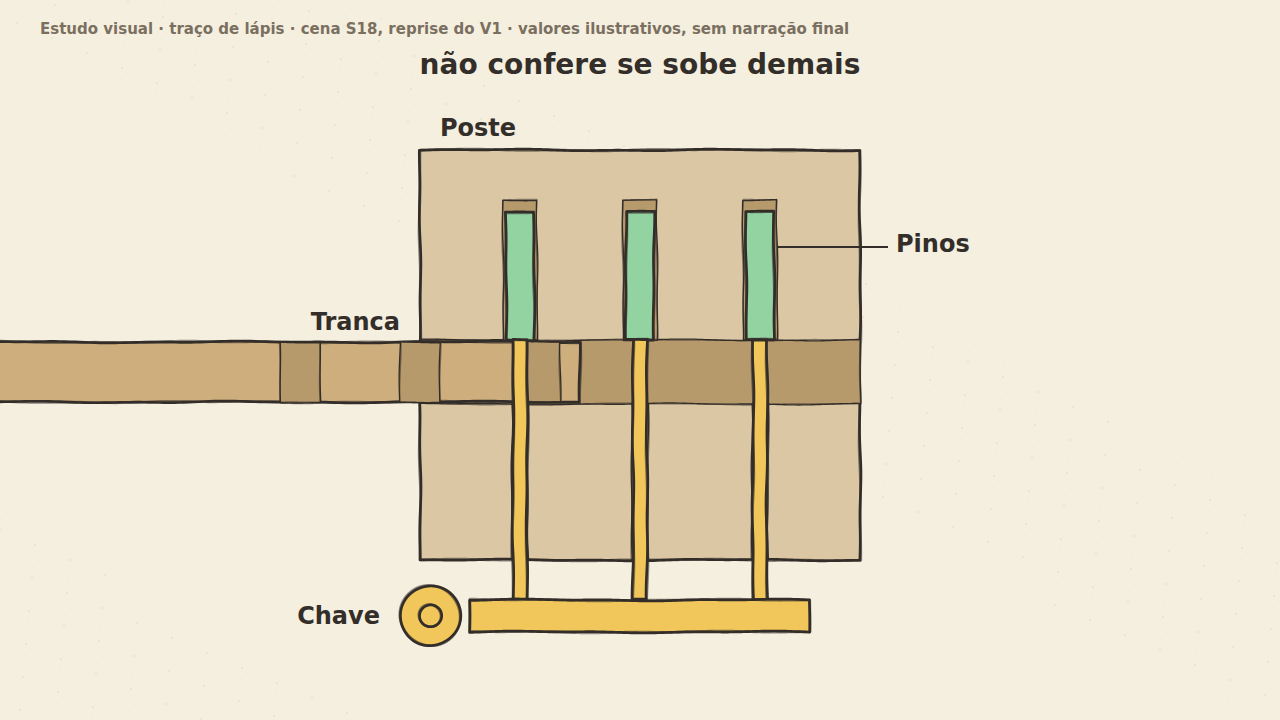 Estudo visual · traço de lápis · cena S18, reprise do V1 · valores ilustrativos, sem narração final
não confere se sobe demais
Poste
Pinos
Tranca
Chave